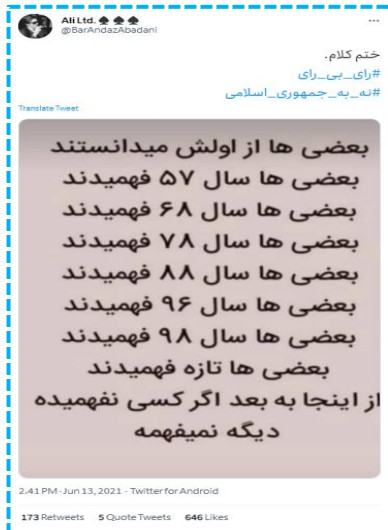 Ali Ltd. ♠♠♠
@BarAndazAbadani
ختم کلام.
#رای_بی_رای
#نه_به_جمهوری_اسلامی
Translate Tweet
بعضی ها از اولش میدانستند
بعضی ها سال ۵۷ فهمیدند
بعضی ها سال ۶۸ فهمیدند
بعضی ها سال ۷۸ فهمیدند
بعضی ها سال ۸۸ فهمیدند
بعضی ها سال ۹۶ فهمیدند
بعضی ها سال ۹۸ فهمیدند
بعضی ها تازه فهمیدند
از اینجا به بعد اگر کسی نفهمیده
دیگه نمیفهمه
2:41 PM · Jun 13, 2021 · Twitter for Android
173 Retweets 5 Quote Tweets 646 Likes